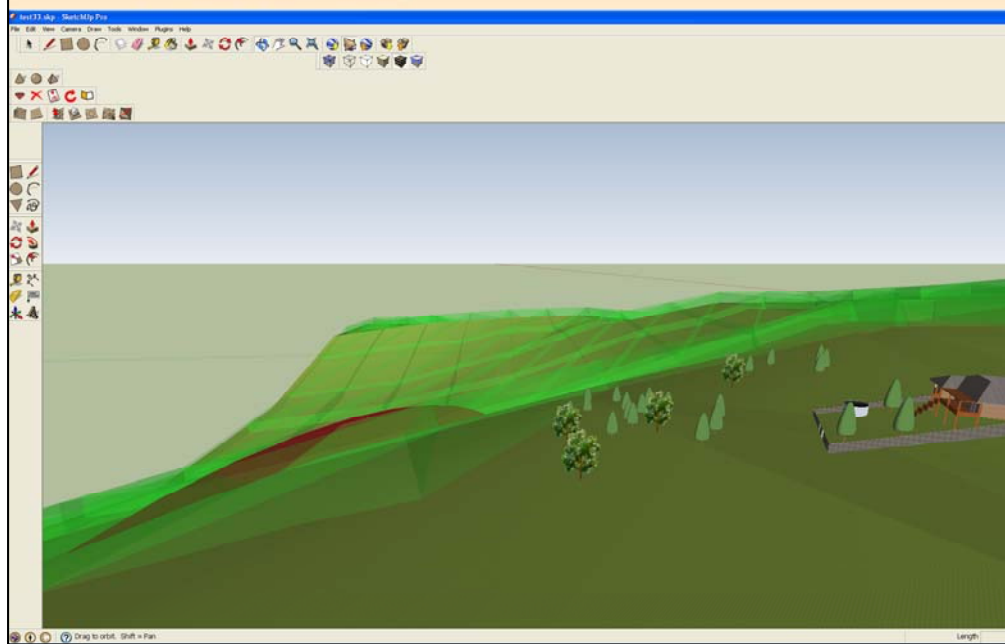 test33.skp - SketchUp Pro
File Edit View Camera Draw Tools Window Plugins Help
Drag to orbit. Shift = Pan
Length